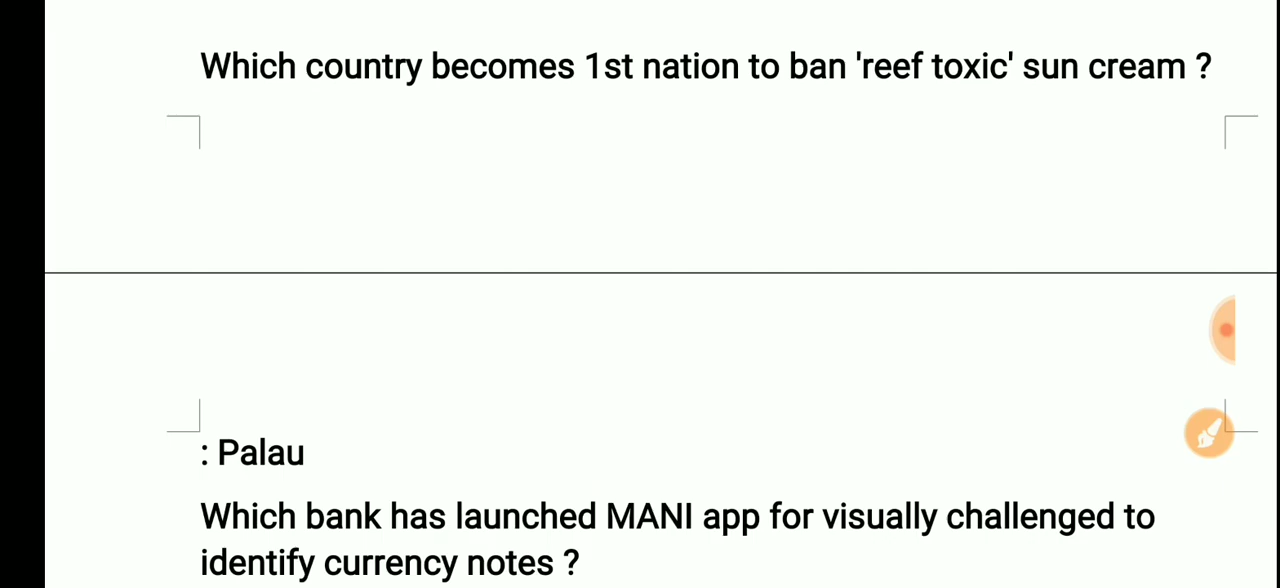 Which country becomes 1st nation to ban 'reef toxic' sun cream ?
: Palau
Which bank has launched MANI app for visually challenged to
identify currency notes ?